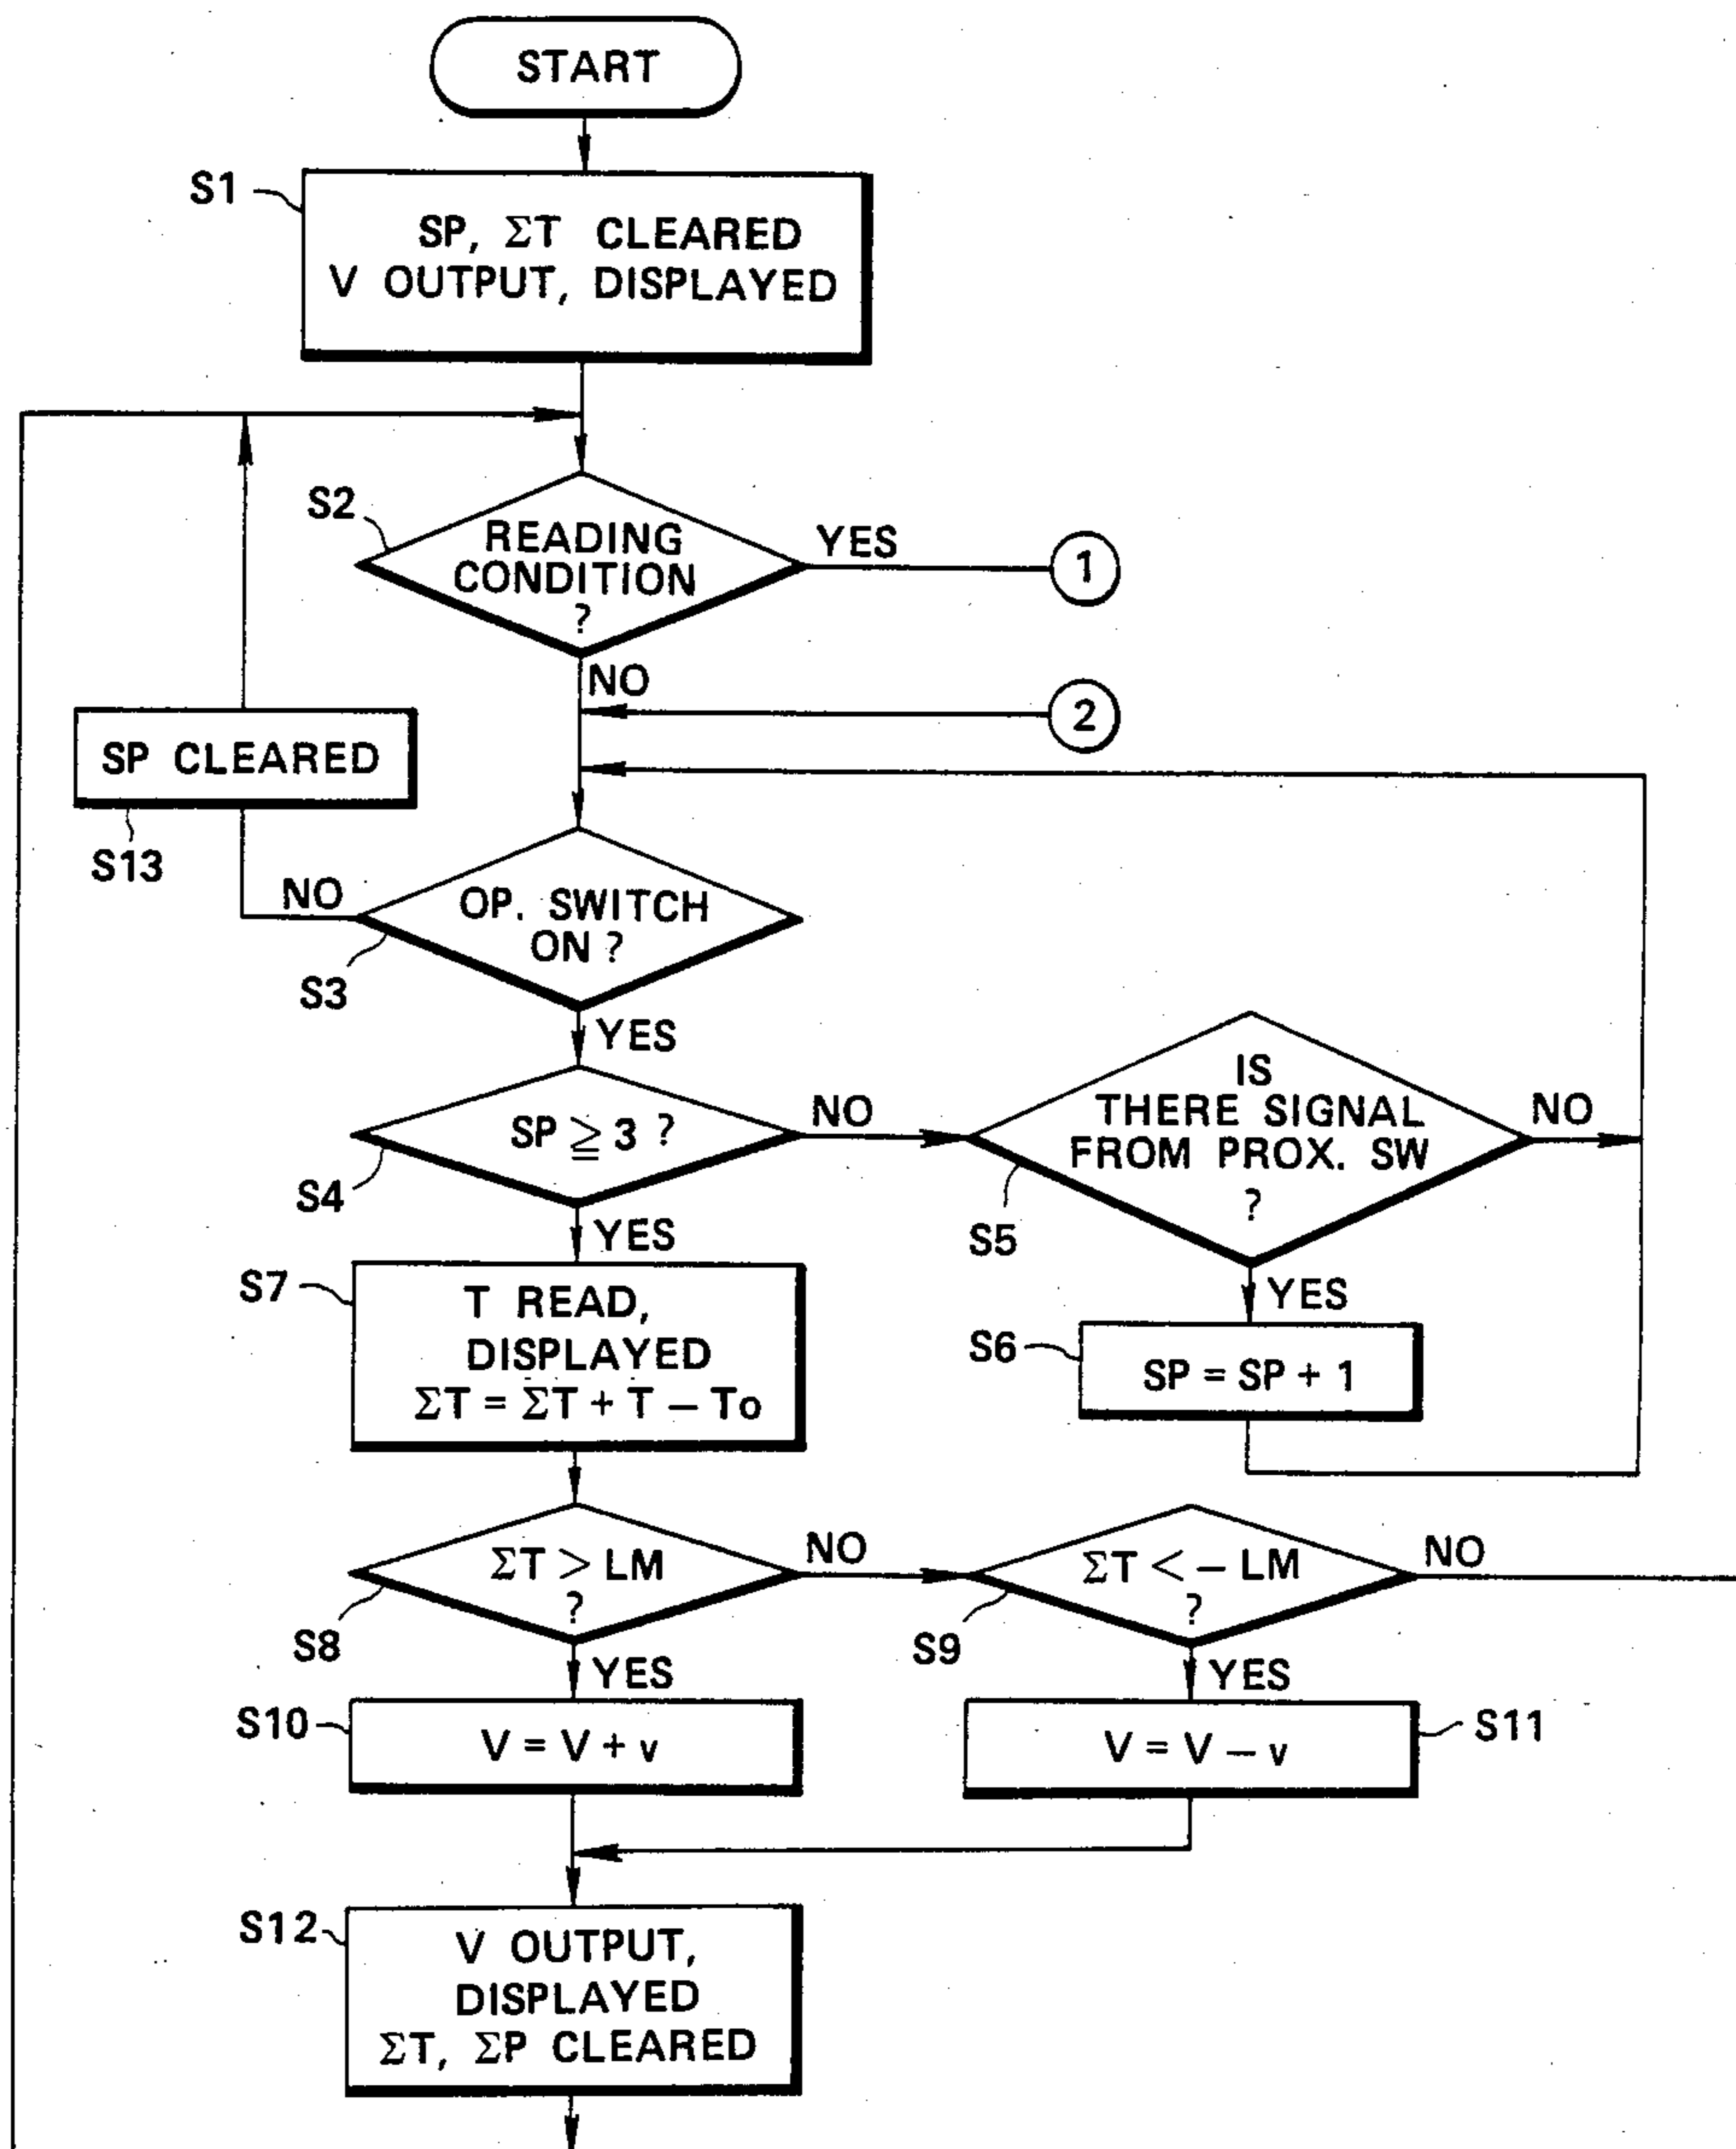 START
S1
SP, ΣT CLEARED
V OUTPUT, DISPLAYED
S2
READING
CONDITION
?
YES
1
NO
2
SP CLEARED
S13
NO
OP. SWITCH
ON ?
S3
YES
SP ≧ 3 ?
NO
S4
IS
THERE SIGNAL
FROM PROX. SW
?
NO
S5
YES
YES
S7
T READ,
DISPLAYED
ΣT = ΣT + T − To
S6
SP = SP + 1
ΣT > LM
?
NO
S8
ΣT < − LM
?
NO
S9
YES
YES
S10
V = V + v
V = V − v
S11
S12
V OUTPUT,
DISPLAYED
ΣT, ΣP CLEARED